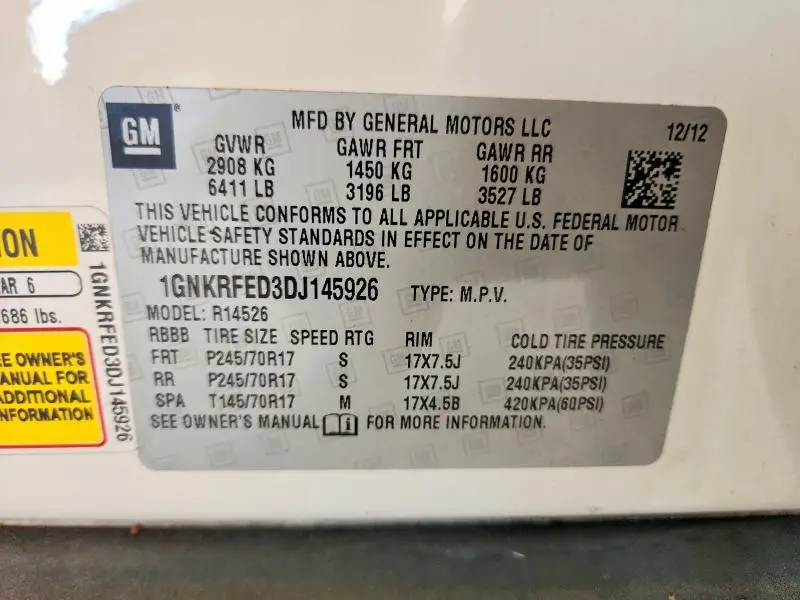 GM
MFD BY GENERAL MOTORS LLC 12/12
GVWR GAWR FRT GAWR RR
2908 KG 1450 KG 1600 KG
6411 LB 3196 LB 3527 LB
THIS VEHICLE CONFORMS TO ALL APPLICABLE U.S. FEDERAL MOTOR
VEHICLE SAFETY STANDARDS IN EFFECT ON THE DATE OF
MANUFACTURE SHOWN ABOVE.
1GNKRFED3DJ145926 TYPE: M.P.V.
MODEL: R14526
RBBB TIRE SIZE SPEED RTG RIM COLD TIRE PRESSURE
FRT P245/70R17 S 17X7.5J 240KPA(35PSI)
RR P245/70R17 S 17X7.5J 240KPA(35PSI)
SPA T145/70R17 M 17X4.5B 420KPA(60PSI)
SEE OWNER'S MANUAL FOR MORE INFORMATION.
ION
AR 6
686 lbs.
EE OWNER'S
ANUAL FOR
ADDITIONAL
NFORMATION
1GNKRFED3DJ145926